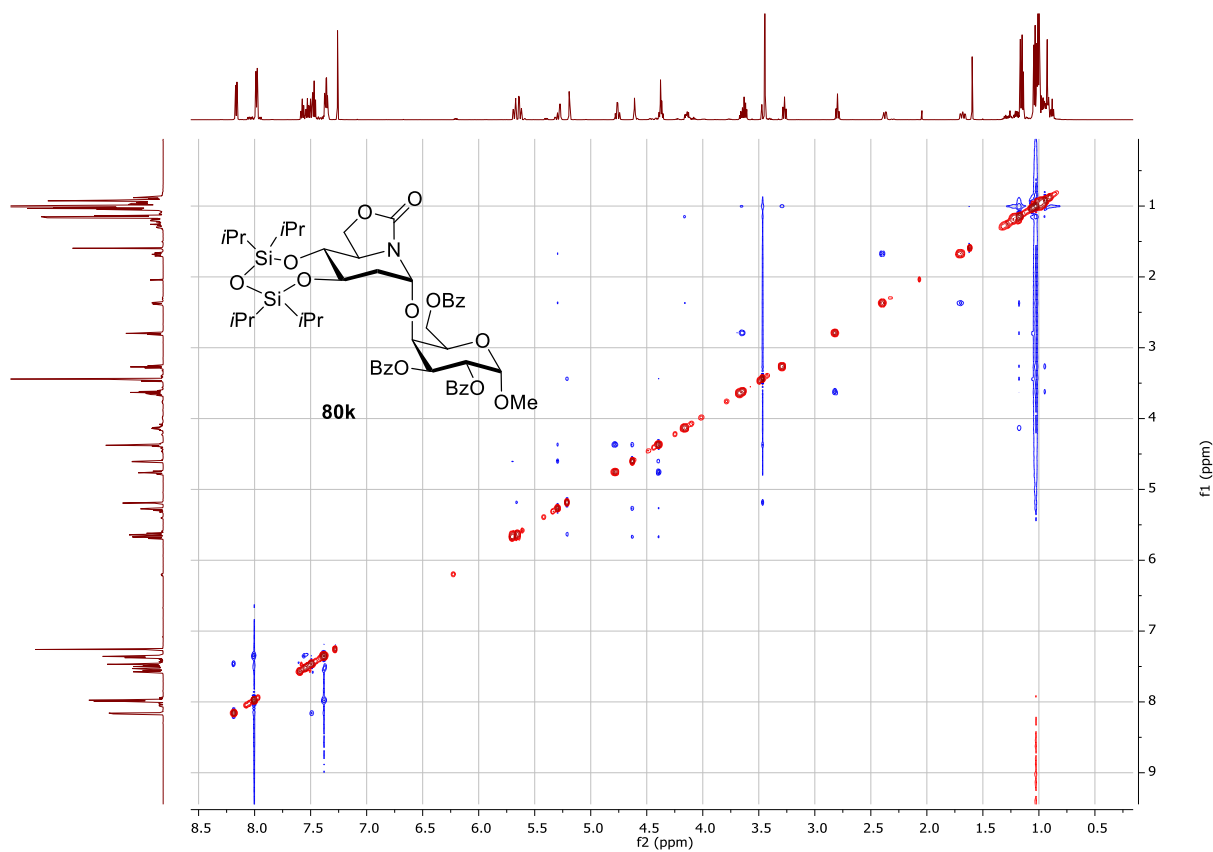 O O
iPr iPr N
Si O
O
Si O O OBz
iPr iPr O
BzO
BzO OMe
80k
1
2
3
4
5
6
7
8
9
f1 (ppm)
8.5 8.0 7.5 7.0 6.5 6.0 5.5 5.0 4.5 4.0 3.5 3.0 2.5 2.0 1.5 1.0 0.5
f2 (ppm)